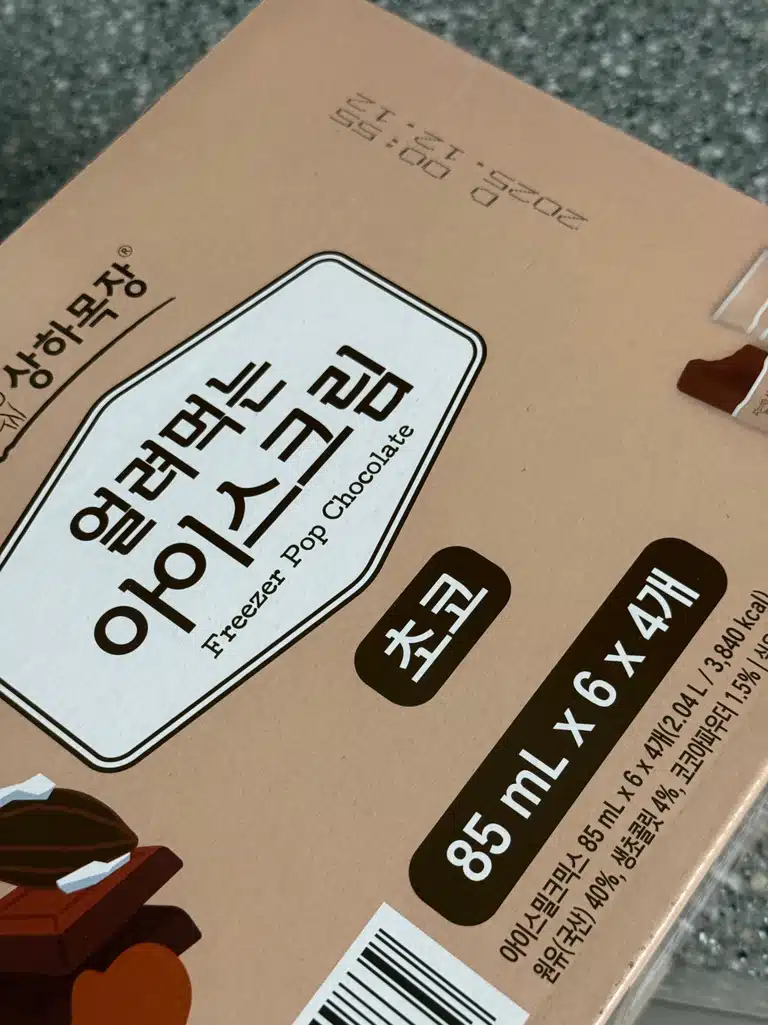 2025. 12. 12
D 00:55
상하목장®
얼려먹는
아이스크림
Freezer Pop Chocolate
초코
85 mL x 6 x 4개
아이스밀크믹스 85 mL x 6 x 4개(2.04 L / 3,840 kcal)
원유(국산) 40%, 생초콜릿 4%, 코코아파우더 1.5% |